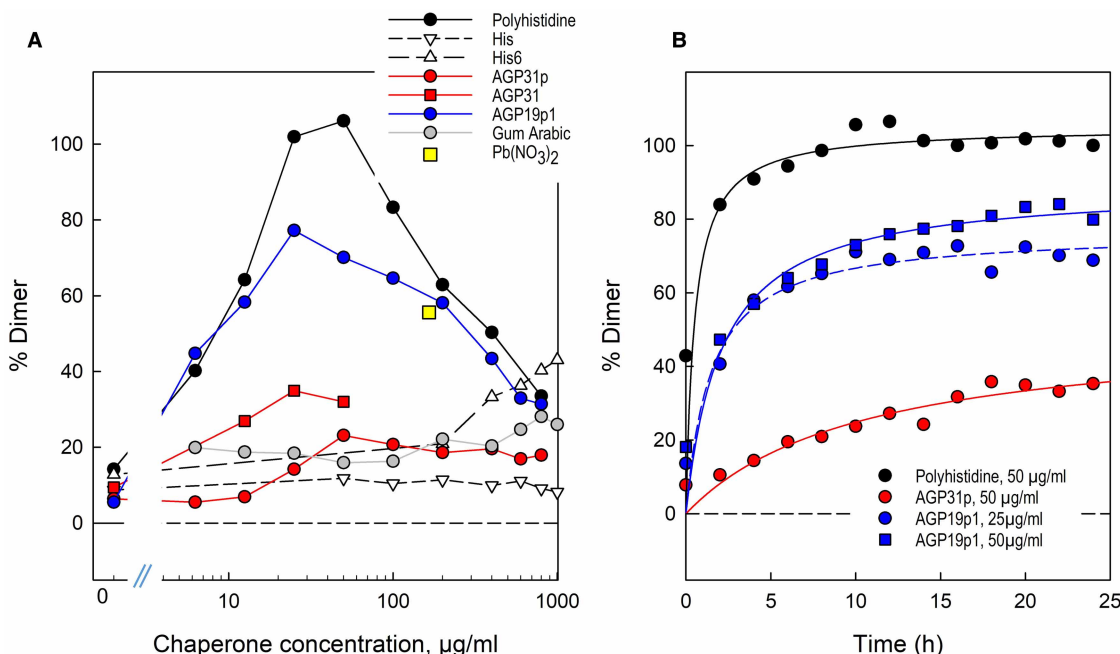 A
Polyhistidine
His
His6
AGP31p
AGP31
AGP19p1
Gum Arabic
Pb(NO3)2
% Dimer
100
80
60
40
20
0
0 10 100 1000
Chaperone concentration, µg/ml
B
% Dimer
100
80
60
40
20
0
Polyhistidine, 50 µg/ml
AGP31p, 50 µg/ml
AGP19p1, 25µg/ml
AGP19p1, 50µg/ml
0 5 10 15 20 25
Time (h)